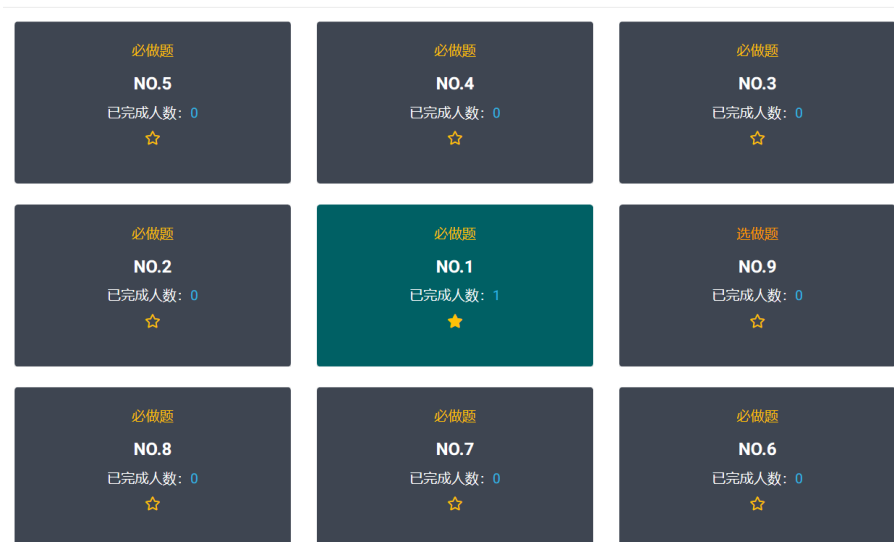 必做题
NO.5
已完成人数：0
必做题
NO.4
已完成人数：0
必做题
NO.3
已完成人数：0
必做题
NO.2
已完成人数：0
必做题
NO.1
已完成人数：1
选做题
NO.9
已完成人数：0
必做题
NO.8
已完成人数：0
必做题
NO.7
已完成人数：0
必做题
NO.6
已完成人数：0